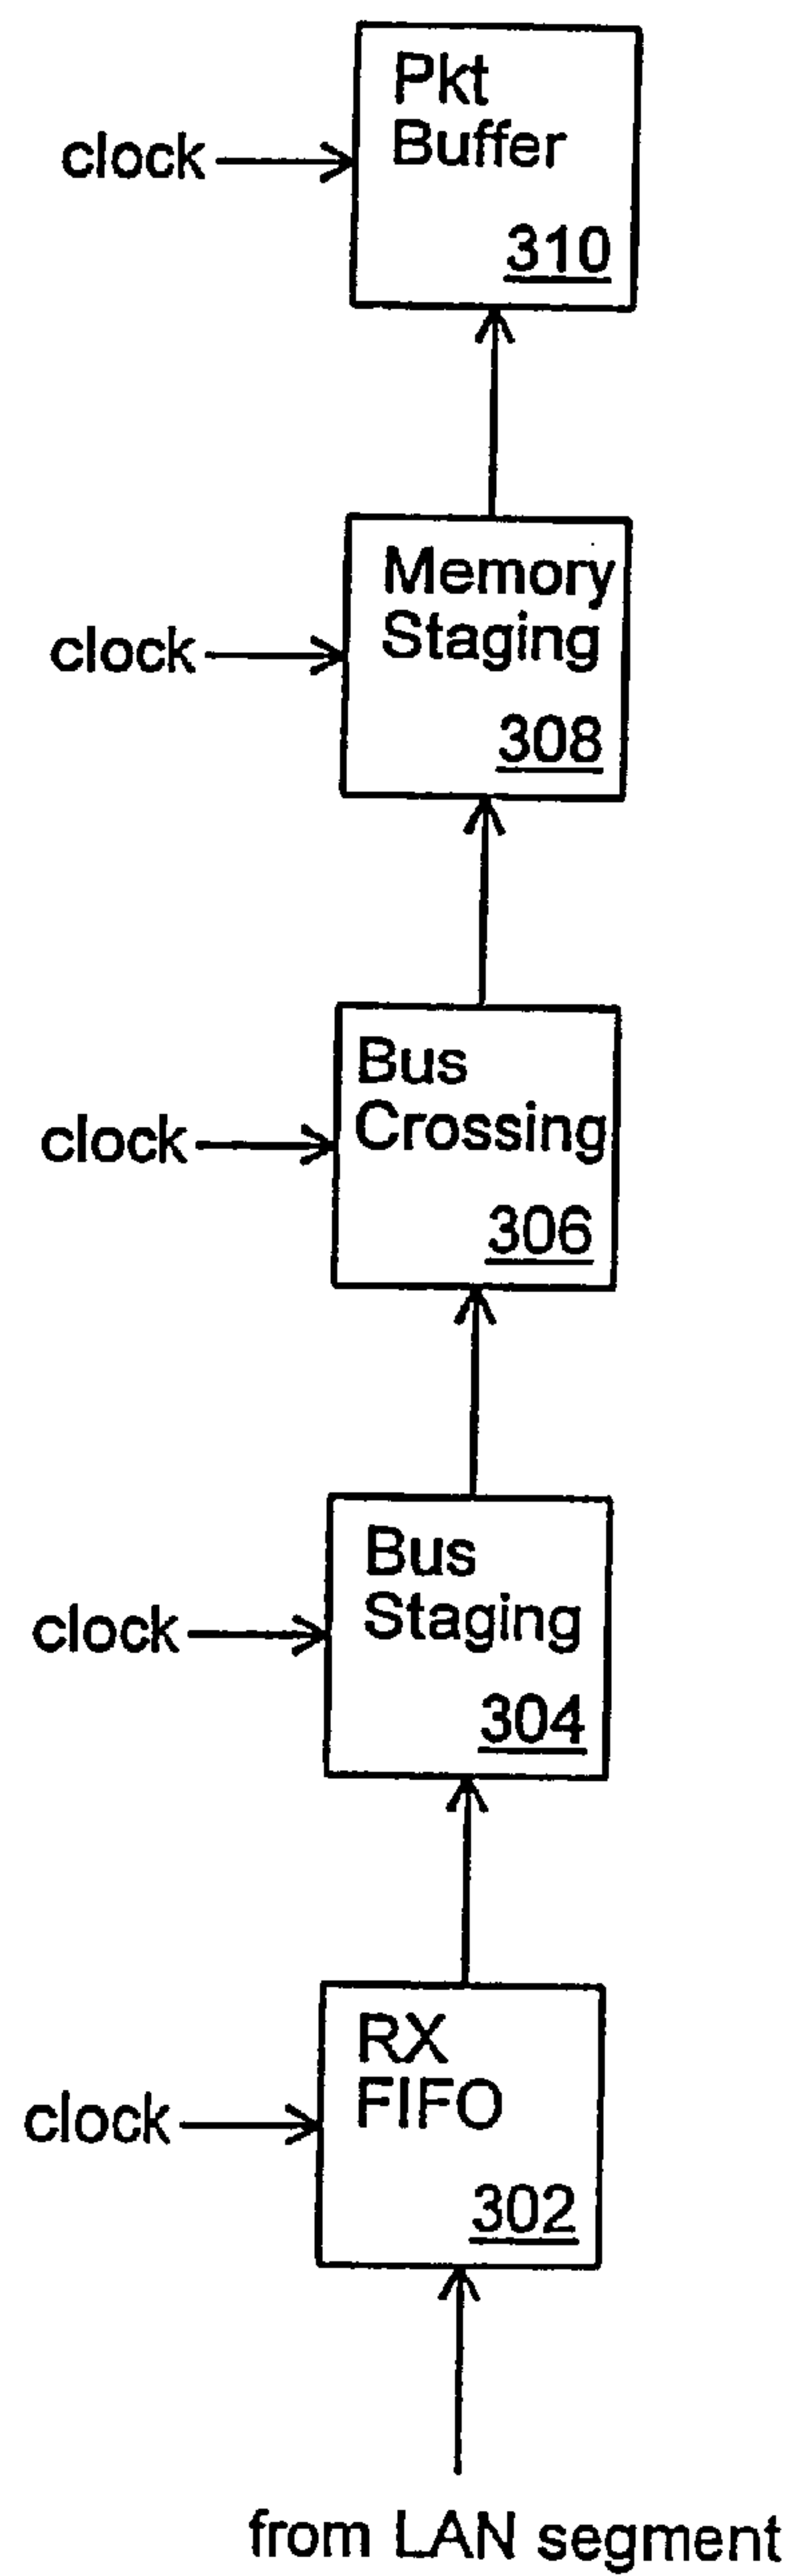 Pkt
Buffer
clock
310
Memory
Staging
clock
308
Bus
Crossing
clock
306
Bus
Staging
clock
304
RX
FIFO
clock
302
from LAN segment